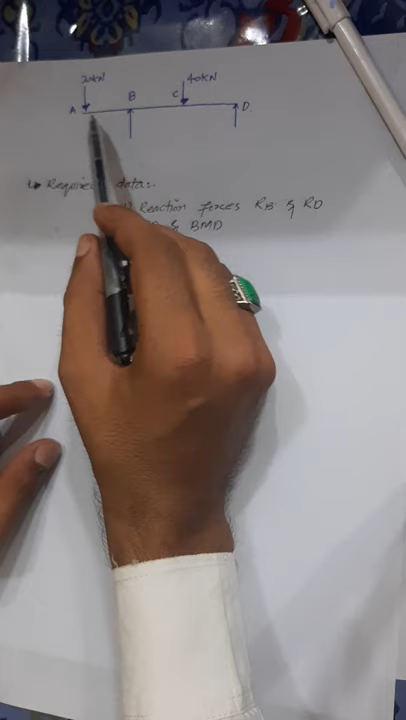 20kN 40kN
A B C D
Required data:-
Reaction forces RB & RD
& BMD